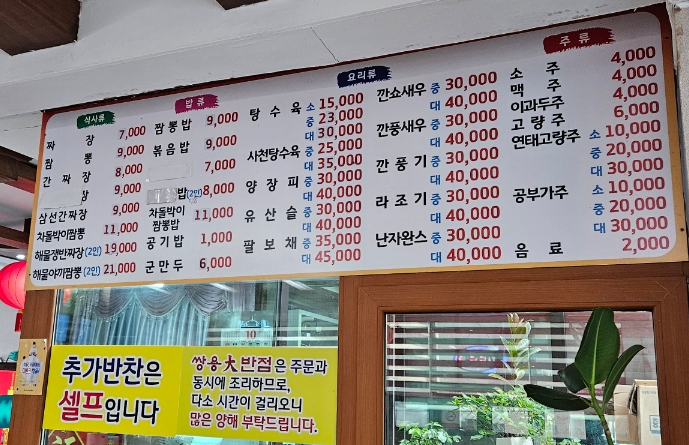 식사류
짜 장 7,000
짬 뽕 9,000
간 짜 장 8,000
장 9,000
삼선간짜장 9,000
차돌박이짬뽕 11,000
해물쟁반짜장(2인) 19,000
해물야끼짬뽕(2인) 21,000
밥 류
짬 뽕 밥 9,000
볶 음 밥 9,000
7,000
밥(2인) 8,000
차돌박이
짬뽕밥 11,000
공 기 밥 1,000
군 만 두 6,000
요리류
탕 수 육 소 15,000
중 23,000
대 30,000
사천탕수육 중 25,000
대 35,000
양 장 피 중 30,000
대 40,000
유 산 슬 중 30,000
대 40,000
팔 보 채 중 35,000
대 45,000
깐쇼새우 중 30,000
대 40,000
깐풍새우 중 30,000
대 40,000
깐 풍 기 중 30,000
대 40,000
라 조 기 중 30,000
대 40,000
난자완스 중 30,000
대 40,000
주 류
소 주 4,000
맥 주 4,000
이과두주 4,000
고 량 주 6,000
연태고량주 소 10,000
중 20,000
대 30,000
공부가주 소 10,000
중 20,000
대 30,000
음 료 2,000
추가반찬은
셀프입니다
쌍용大반점은 주문과
동시에 조리하므로,
다소 시간이 걸리오니
많은 양해 부탁드립니다.